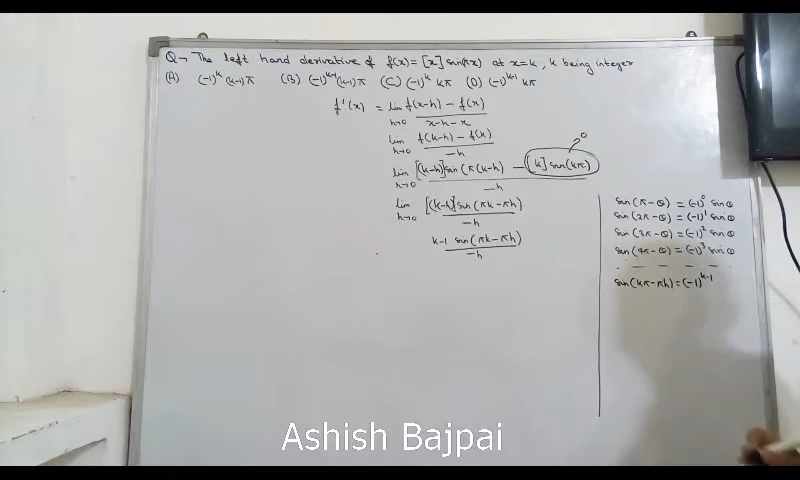 Q→ The left hand derivative of f(x) = [x] sin(πx) at x=k, k being integer
(A) (-1)^k (k-1)π (B) (-1)^{k-1} (k-1)π (C) (-1)^k kπ (D) (-1)^{k-1} kπ
f'(x) = lim h→0 f(x-h) - f(x) / x-h-x
lim h→0 f(k-h) - f(k) / -h
lim h→0 [(k-h] sin(π(k-h) - [k] sin(kπ) / -h → 0
lim h→0 [(k-h] sin(πk-πh) / -h
k-1 sin(πk-πh) / -h
sin(π-θ) = (-1)^0 sinθ
sin(2π-θ) = (-1)^1 sinθ
sin(3π-θ) = (-1)^2 sinθ
sin(4π-θ) = (-1)^3 sinθ
- - - - -
sin(kπ-πh) = (-1)^{k-1}
Ashish Bajpai